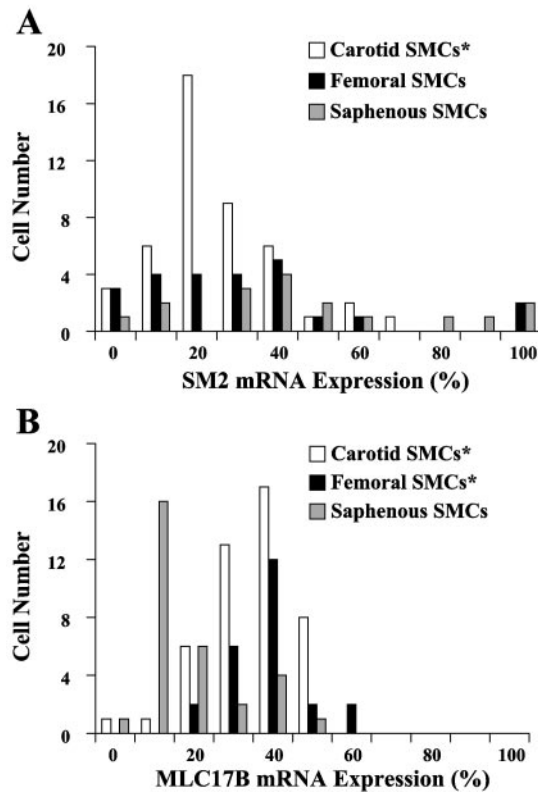 A
20
16
12
8
4
0
Cell Number
Carotid SMCs*
Femoral SMCs
Saphenous SMCs
0 20 40 60 80 100
SM2 mRNA Expression (%)
B
20
16
12
8
4
0
Cell Number
Carotid SMCs*
Femoral SMCs*
Saphenous SMCs
0 20 40 60 80 100
MLC17B mRNA Expression (%)